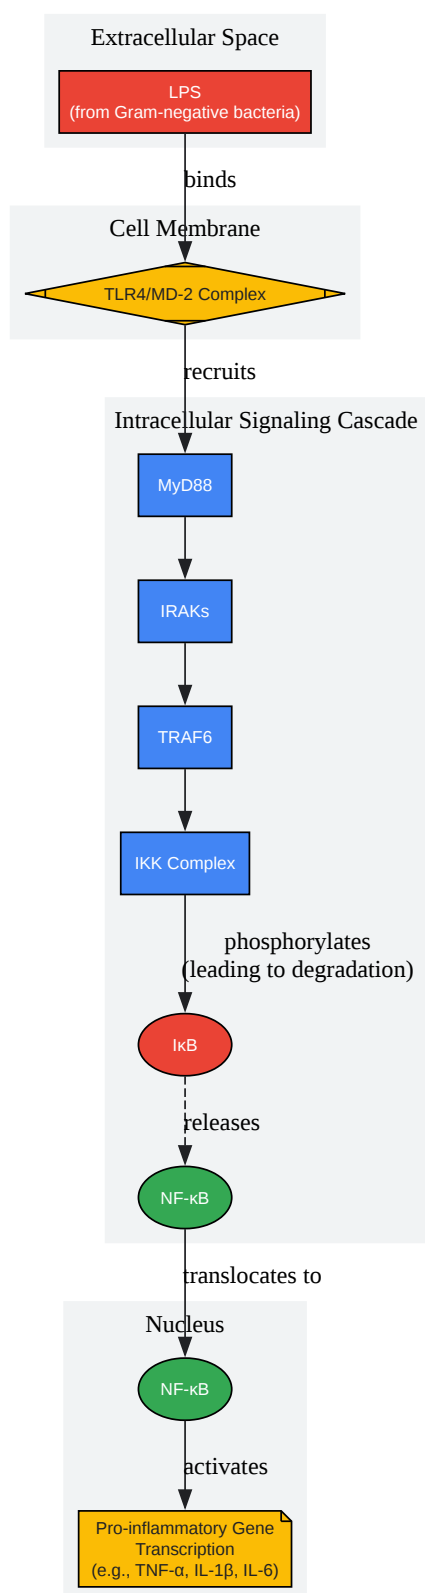 Extracellular Space
LPS
(from Gram-negative bacteria)
binds
Cell Membrane
TLR4/MD-2 Complex
recruits
Intracellular Signaling Cascade
MyD88
IRAKs
TRAF6
IKK Complex
phosphorylates
(leading to degradation)
IκB
releases
NF-κB
translocates to
Nucleus
NF-κB
activates
Pro-inflammatory Gene
Transcription
(e.g., TNF-α, IL-1β, IL-6)